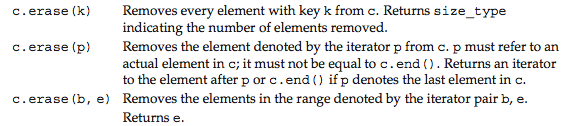 c.erase(k) Removes every element with key k from c. Returns size_type
indicating the number of elements removed.
c.erase(p) Removes the element denoted by the iterator p from c. p must refer to an
actual element in c; it must not be equal to c.end(). Returns an iterator
to the element after p or c.end() if p denotes the last element in c.
c.erase(b, e) Removes the elements in the range denoted by the iterator pair b, e.
Returns e.